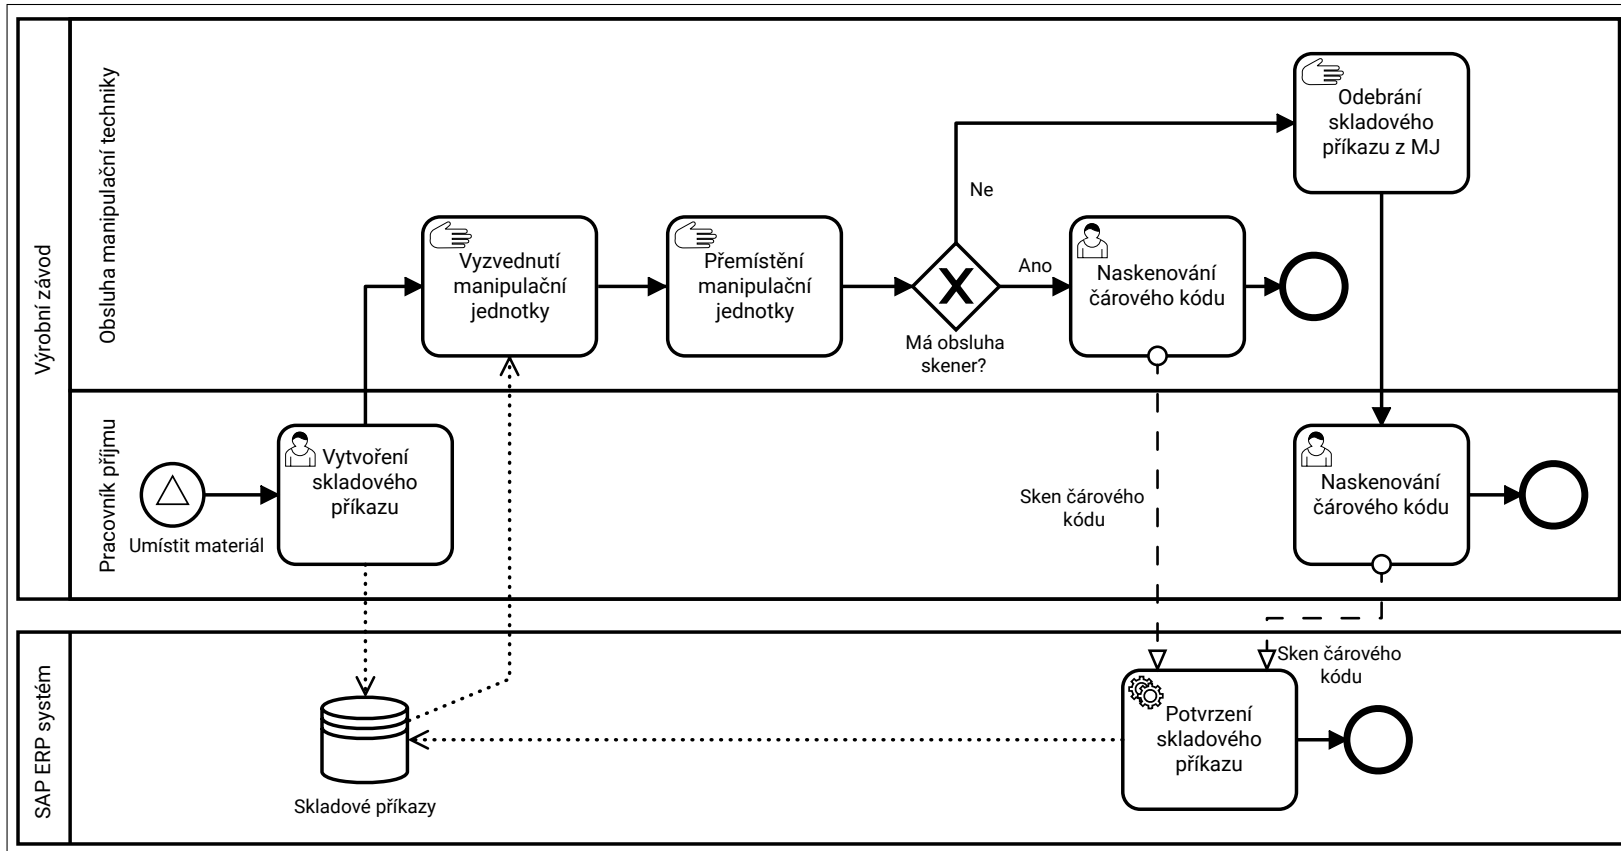 Výrobní závod
Obsluha manipulační techniky
Odebrání
skladového
příkazu z MJ
Ne
Vyzvednutí
manipulační
jednotky
Přemístění
manipulační
jednotky
X
Má obsluha
skener?
Ano
Naskenování
čárového kódu
Pracovník příjmu
Umístit materiál
Vytvoření
skladového
příkazu
Sken čárového
kódu
Naskenování
čárového kódu
SAP ERP systém
Skladové příkazy
Sken čárového
kódu
Potvrzení
skladového
příkazu